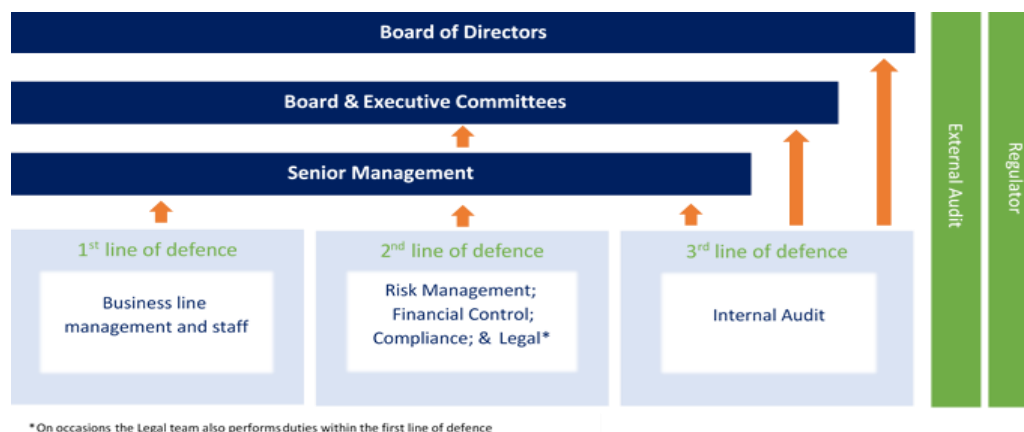 Board of Directors
Board & Executive Committees
Senior Management
1st line of defence
Business line
management and staff
2nd line of defence
Risk Management;
Financial Control;
Compliance; & Legal*
3rd line of defence
Internal Audit
External Audit
Regulator
*On occasions the Legal team also performs duties within the first line of defence